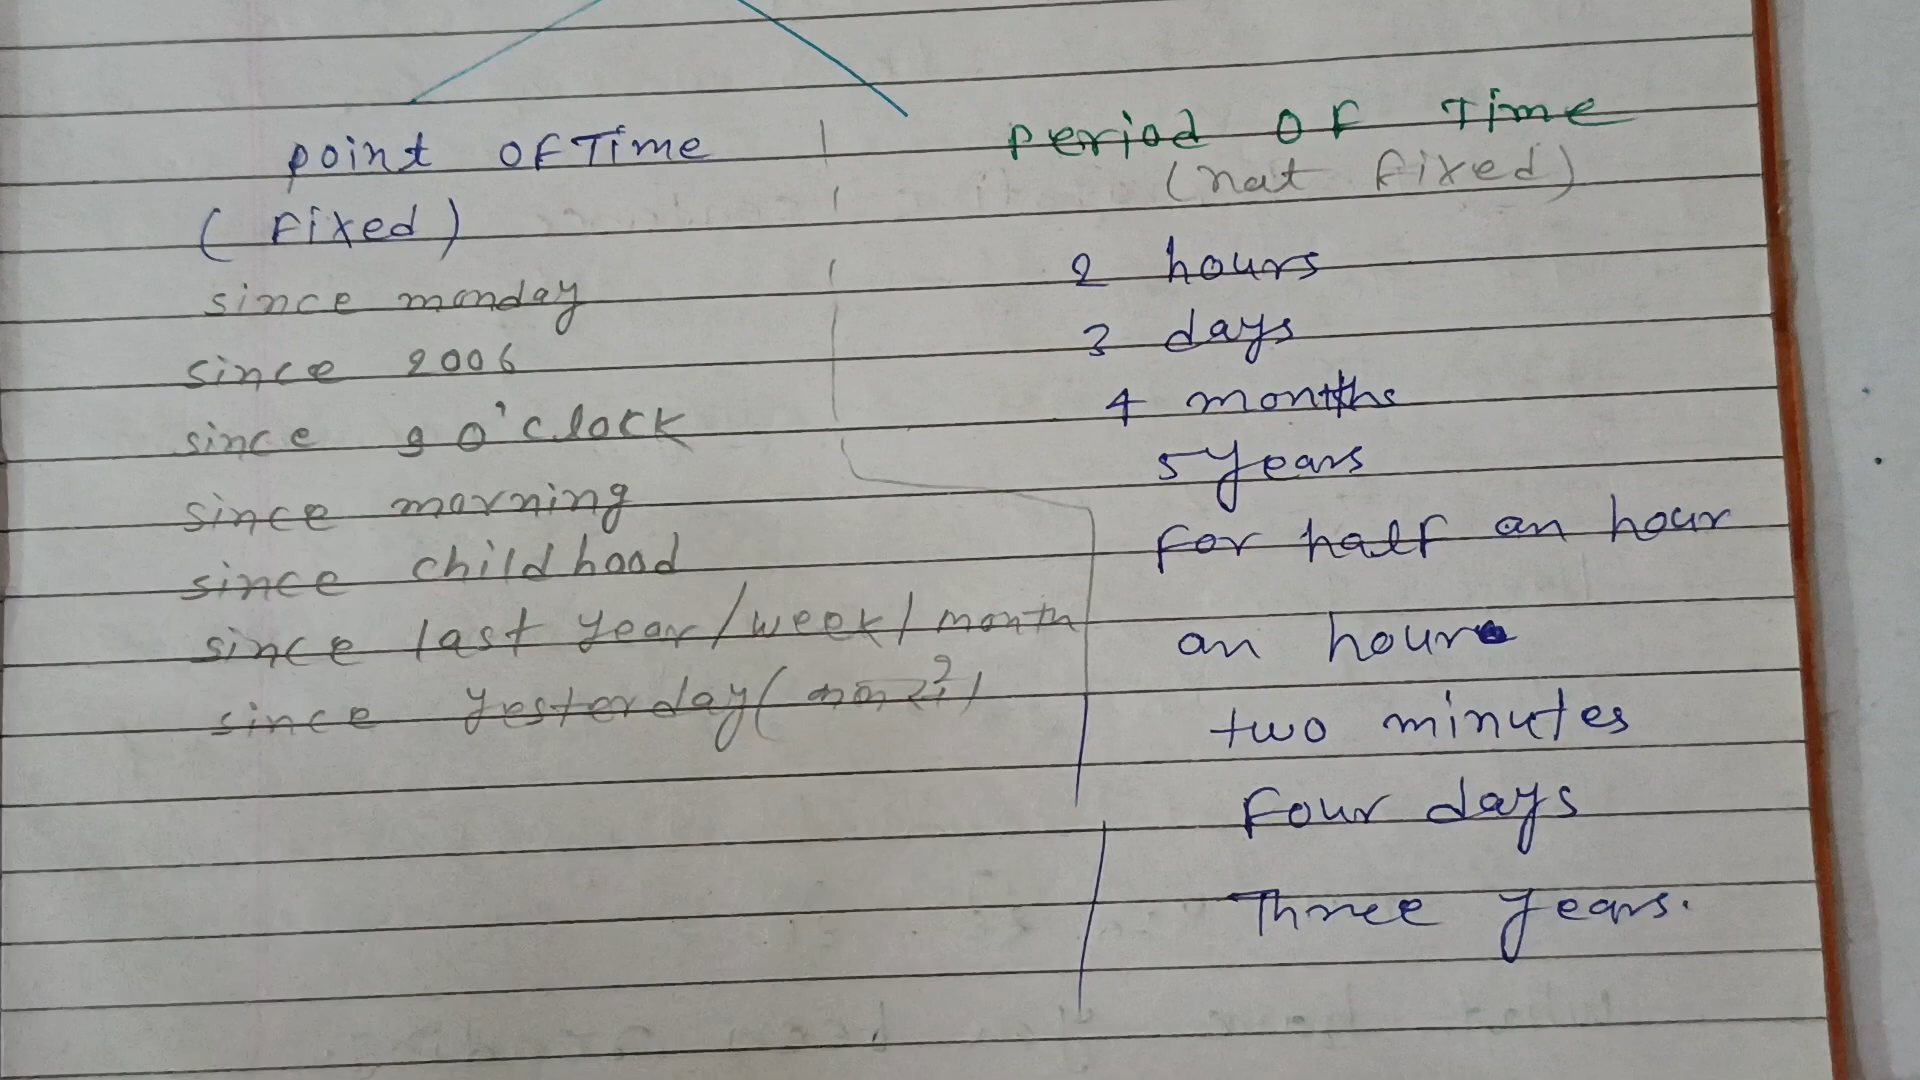 point of Time
(Fixed)
since monday
since 2006
since 9 o'clock
since morning
since childhood
since last year/week/month
since yesterday(
Period of Time
(not fixed)
2 hours
3 days
4 months
5 years
for half an hour
an hour
two minutes
Four days
Three years.